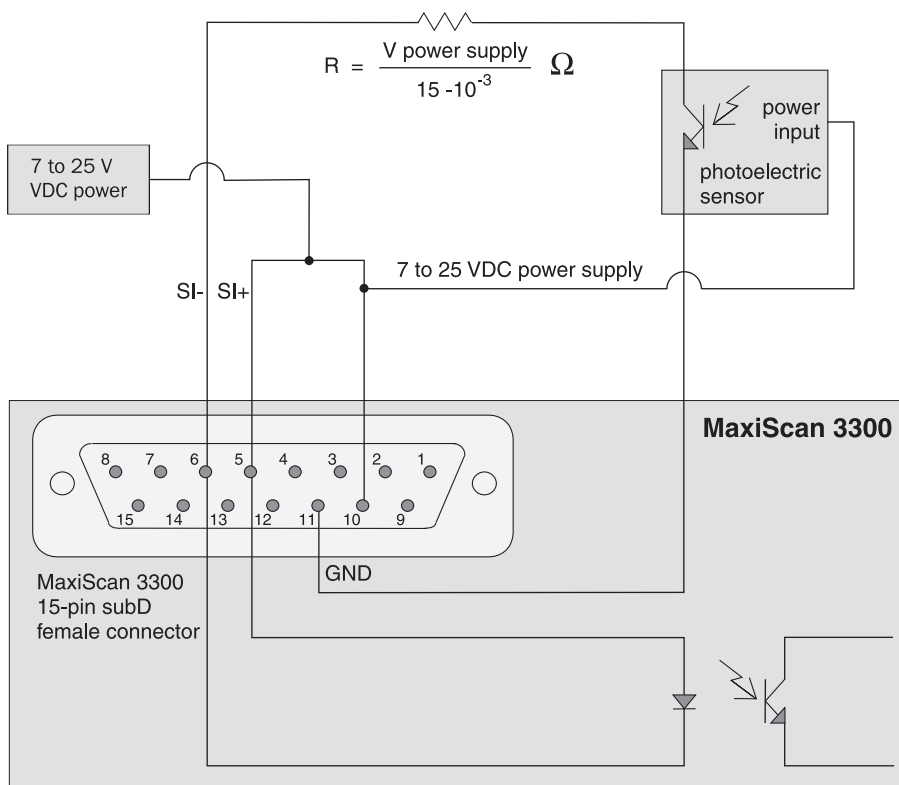 R = V power supply / 15 -10⁻³ Ω
7 to 25 V
VDC power
power
input
photoelectric
sensor
7 to 25 VDC power supply
SI- SI+
MaxiScan 3300
8 7 6 5 4 3 2 1
15 14 13 12 11 10 9
GND
MaxiScan 3300
15-pin subD
female connector